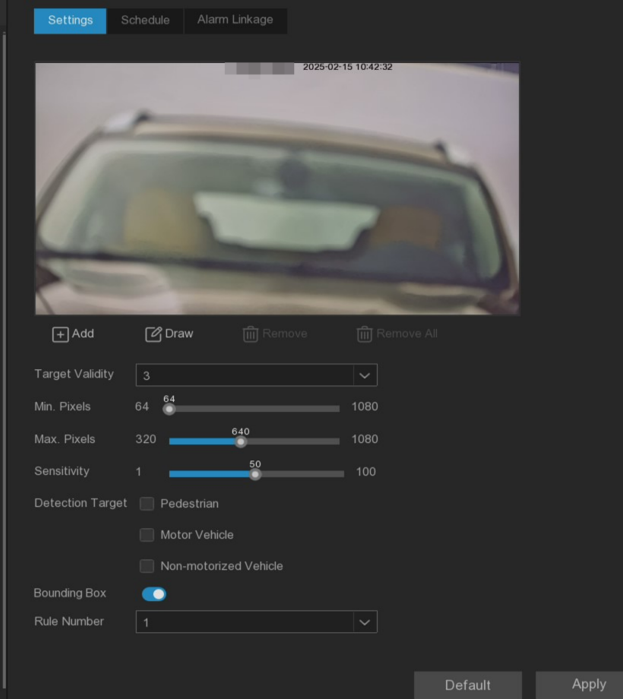 Settings Schedule Alarm Linkage
2025-02-15 10:42:32
Add Draw Remove Remove All
Target Validity 3
64
Min. Pixels 64 1080
640
Max. Pixels 320 1080
50
Sensitivity 1 100
Detection Target Pedestrian
Motor Vehicle
Non-motorized Vehicle
Bounding Box
Rule Number 1
Default Apply